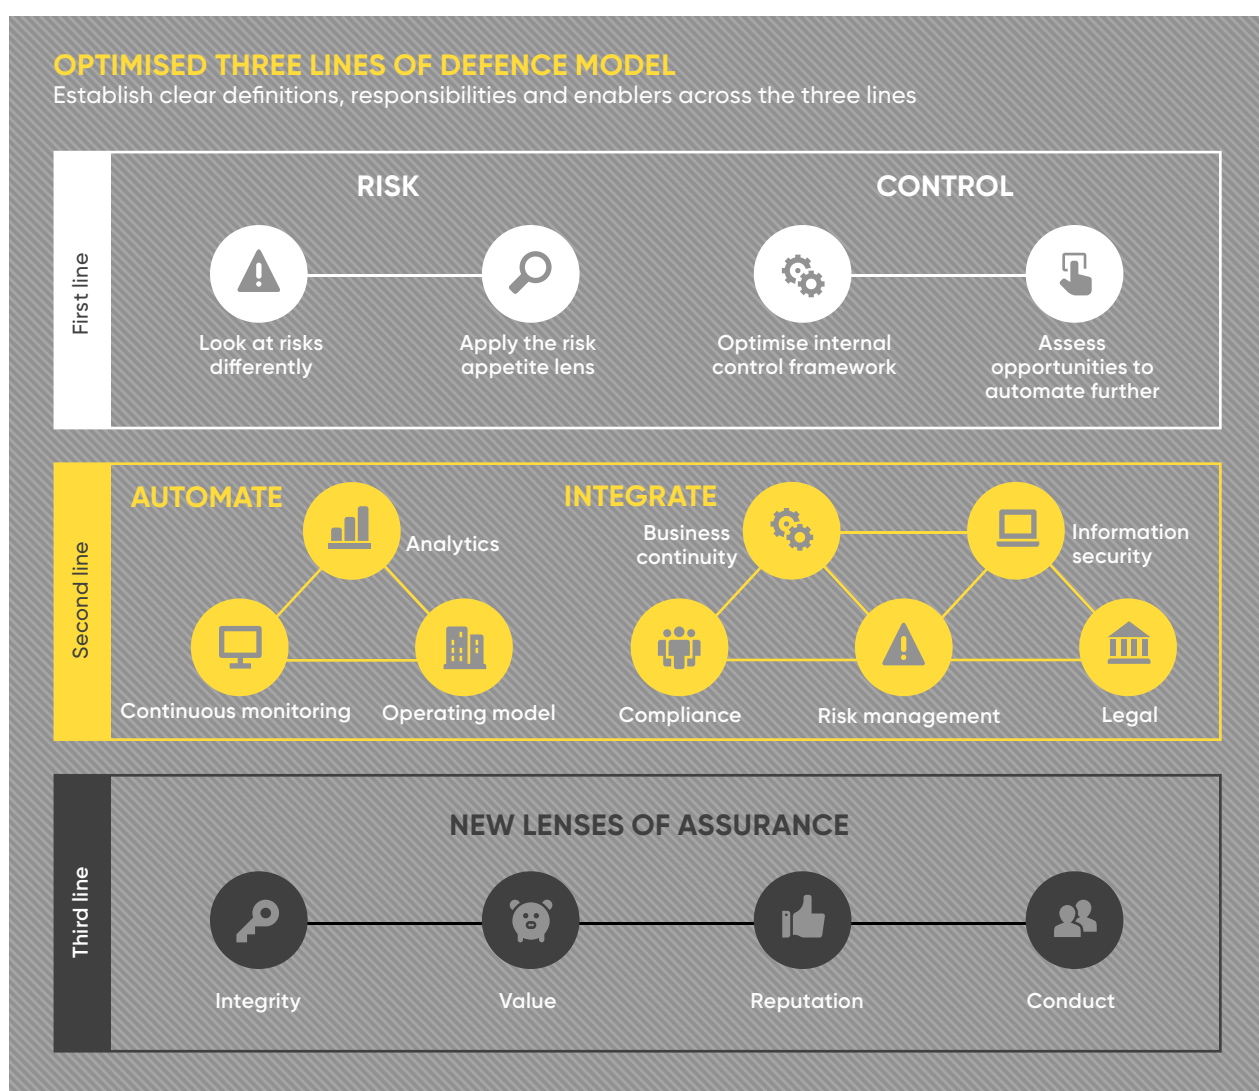 OPTIMISED THREE LINES OF DEFENCE MODEL
Establish clear definitions, responsibilities and enablers across the three lines
First line
RISK
Look at risks
differently
Apply the risk
appetite lens
CONTROL
Optimise internal
control framework
Assess
opportunities to
automate further
Second line
AUTOMATE
Analytics
Continuous monitoring
Operating model
INTEGRATE
Business
continuity
Information
security
Compliance
Risk management
Legal
Third line
NEW LENSES OF ASSURANCE
Integrity
Value
Reputation
Conduct